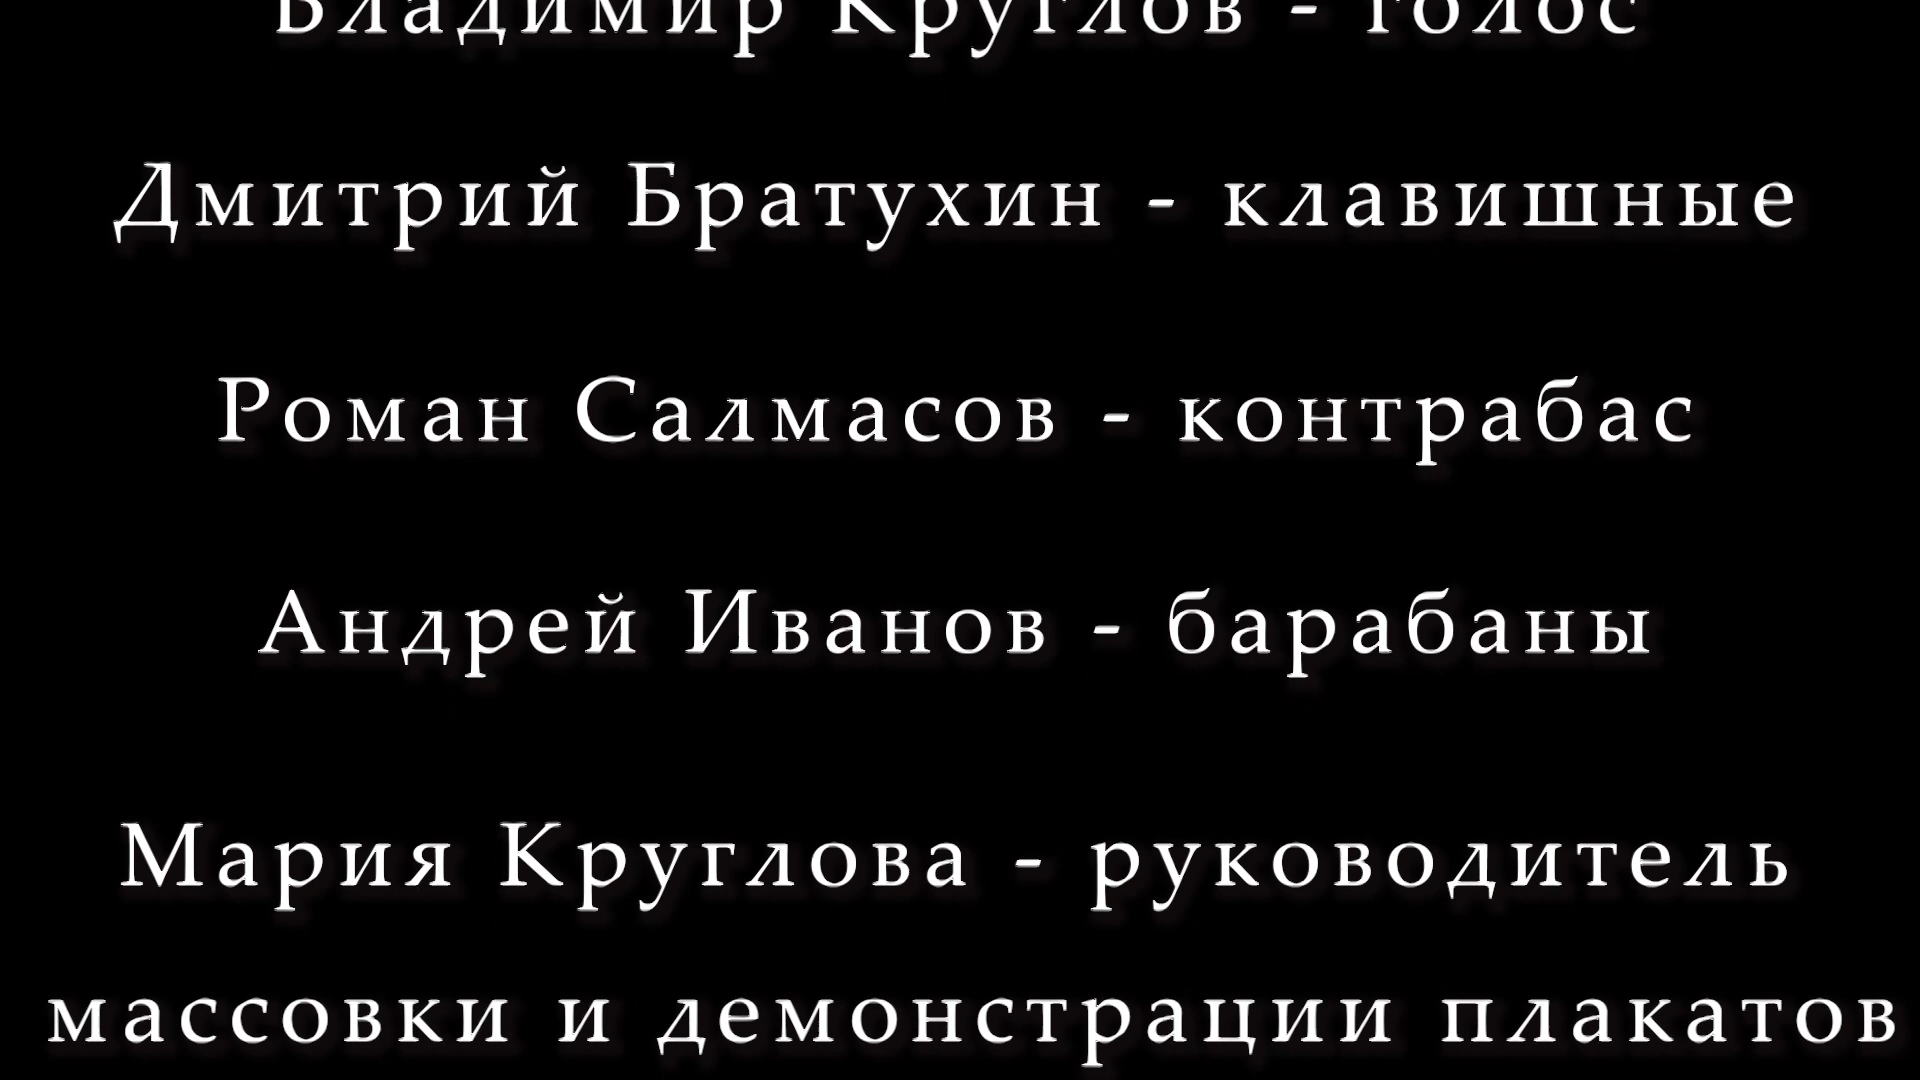 Владимир Круглов - голос
Дмитрий Братухин - клавишные
Роман Салмасов - контрабас
Андрей Иванов - барабаны
Мария Круглова - руководитель
массовки и демонстрации плакатов